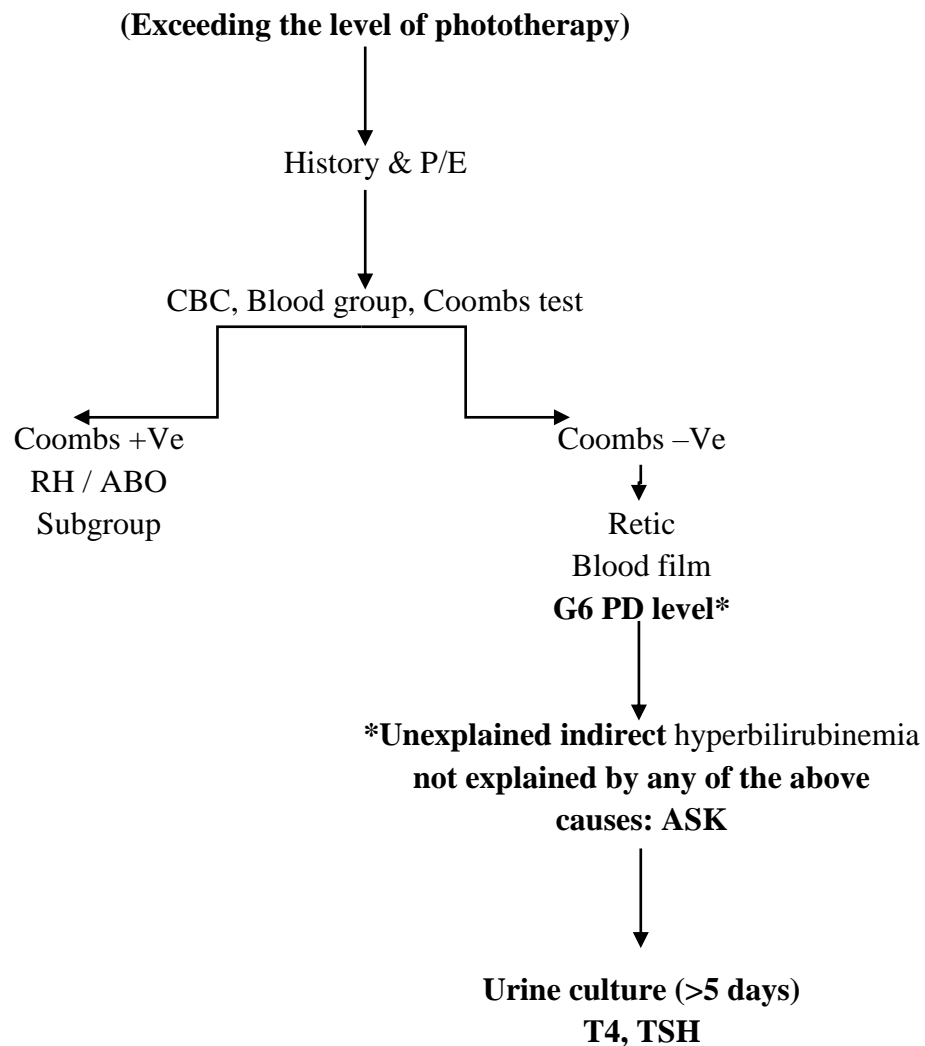 (Exceeding the level of phototherapy)
History & P/E
CBC, Blood group, Coombs test
Coombs +Ve
RH / ABO
Subgroup
Coombs –Ve
Retic
Blood film
G6 PD level*
*Unexplained indirect hyperbilirubinemia
not explained by any of the above
causes: ASK
Urine culture (>5 days)
T4, TSH